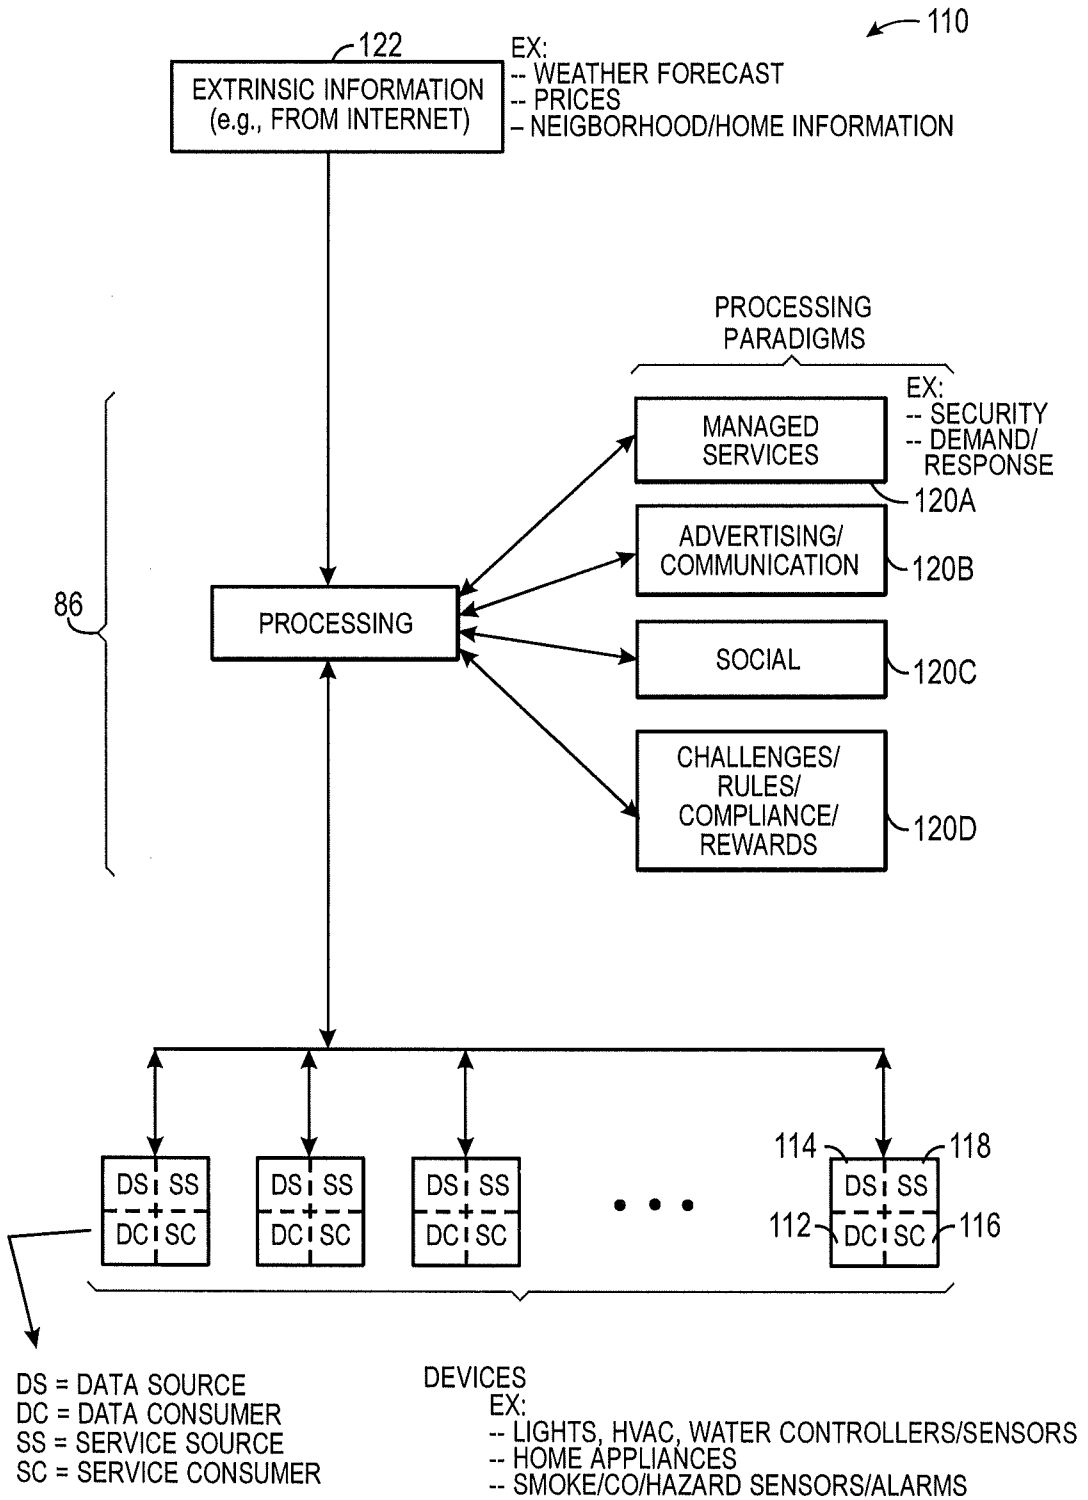 110
122
EXTRINSIC INFORMATION
(e.g., FROM INTERNET)
EX:
-- WEATHER FORECAST
-- PRICES
– NEIGBORHOOD/HOME INFORMATION
PROCESSING
PARADIGMS
MANAGED
SERVICES
EX:
-- SECURITY
-- DEMAND/
RESPONSE
120A
ADVERTISING/
COMMUNICATION
120B
86
PROCESSING
SOCIAL
120C
CHALLENGES/
RULES/
COMPLIANCE/
REWARDS
120D
114
118
DS SS
DC SC
DS SS
DC SC
DS SS
DC SC
DS SS
DC SC
112
116
DS = DATA SOURCE
DC = DATA CONSUMER
SS = SERVICE SOURCE
SC = SERVICE CONSUMER
DEVICES
EX:
-- LIGHTS, HVAC, WATER CONTROLLERS/SENSORS
-- HOME APPLIANCES
-- SMOKE/CO/HAZARD SENSORS/ALARMS